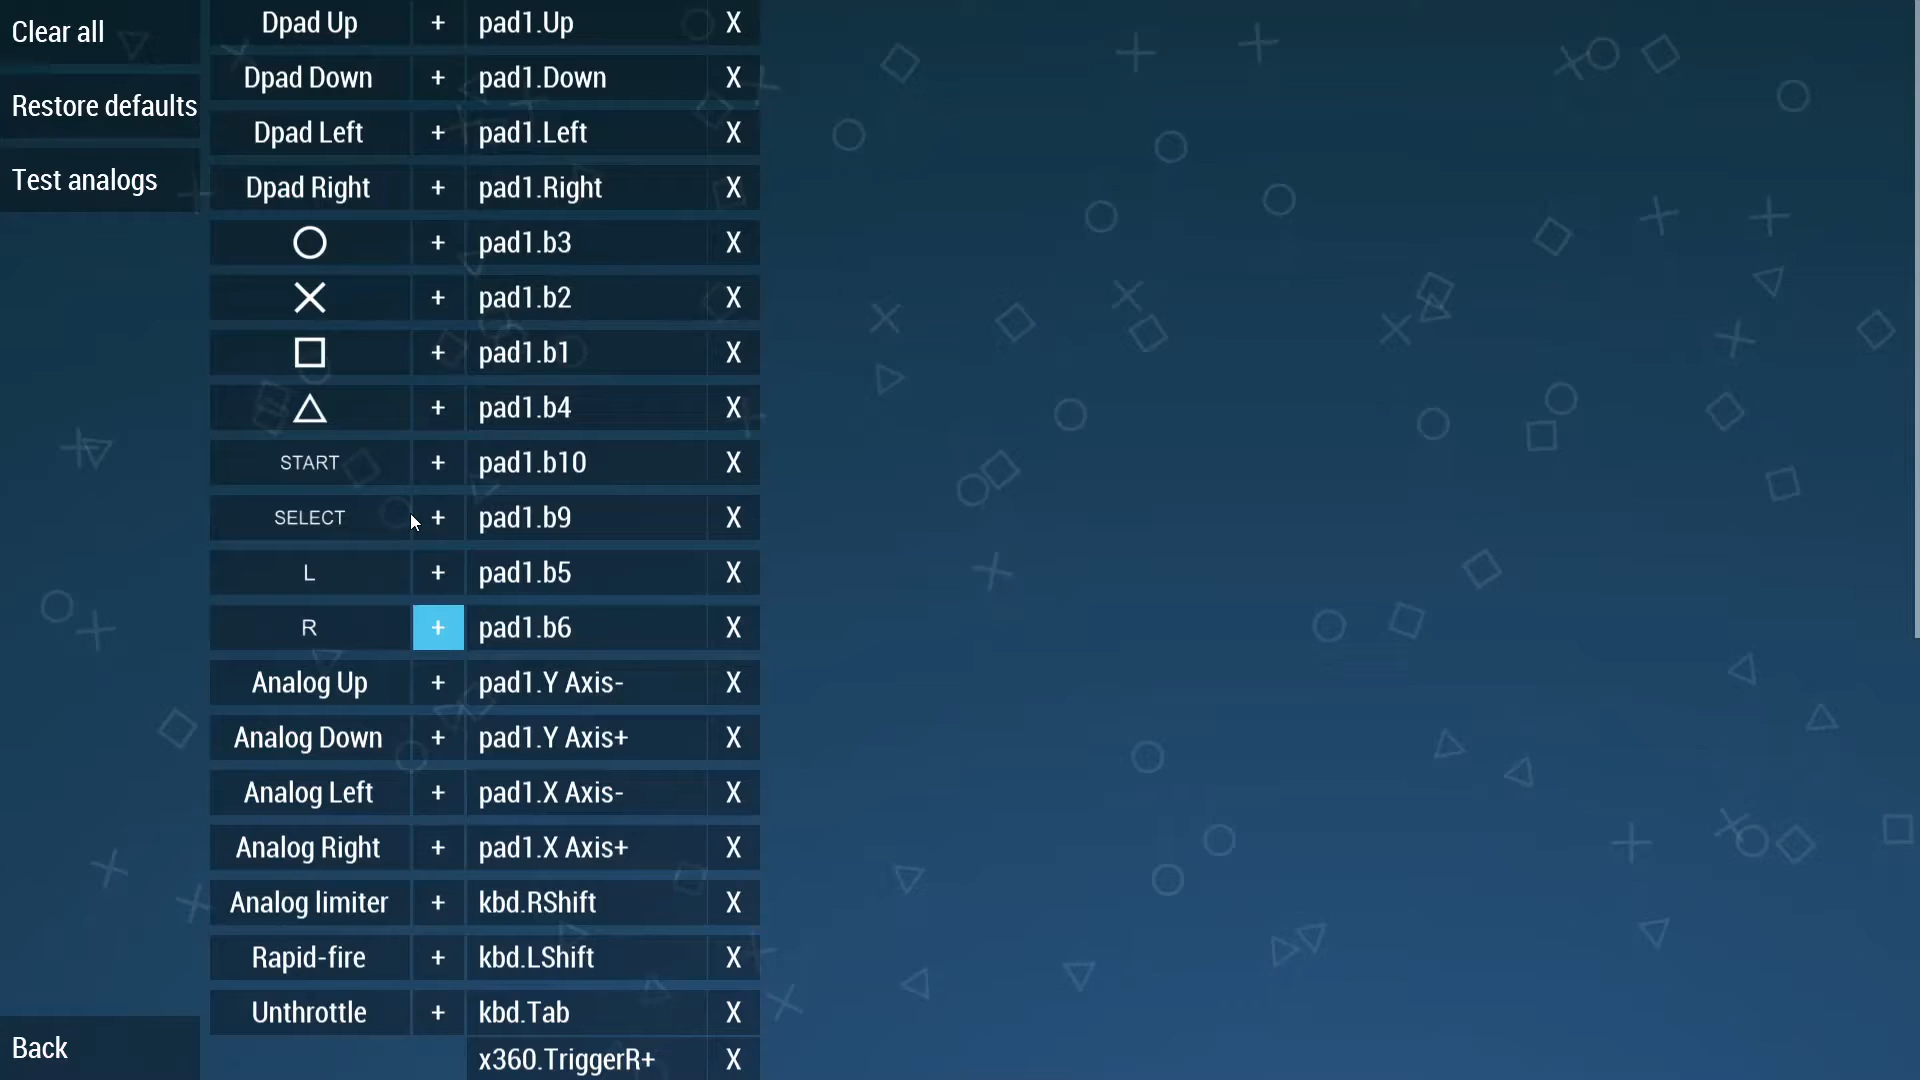 Clear all
Restore defaults
Test analogs
Dpad Up + pad1.Up X
Dpad Down + pad1.Down X
Dpad Left + pad1.Left X
Dpad Right + pad1.Right X
+ pad1.b3 X
+ pad1.b2 X
+ pad1.b1 X
+ pad1.b4 X
START + pad1.b10 X
SELECT + pad1.b9 X
L + pad1.b5 X
R + pad1.b6 X
Analog Up + pad1.Y Axis- X
Analog Down + pad1.Y Axis+ X
Analog Left + pad1.X Axis- X
Analog Right + pad1.X Axis+ X
Analog limiter + kbd.RShift X
Rapid-fire + kbd.LShift X
Unthrottle + kbd.Tab X
x360.TriggerR+ X
Back